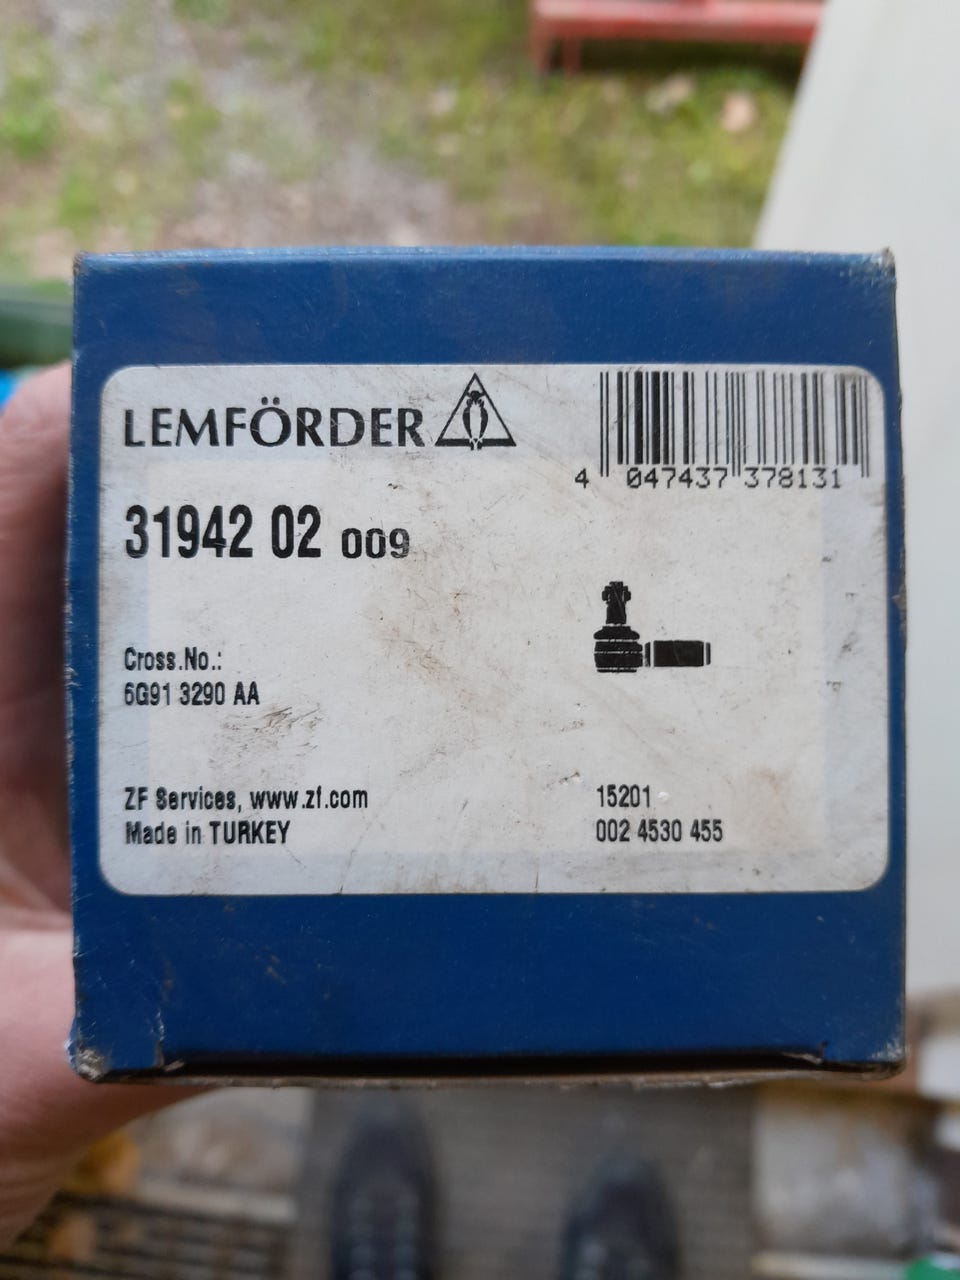 LEMFÖRDER
4 047437 378131
31942 02 009
Cross.No.:
6G91 3290 AA
ZF Services, www.zf.com
Made in TURKEY
15201
002 4530 455